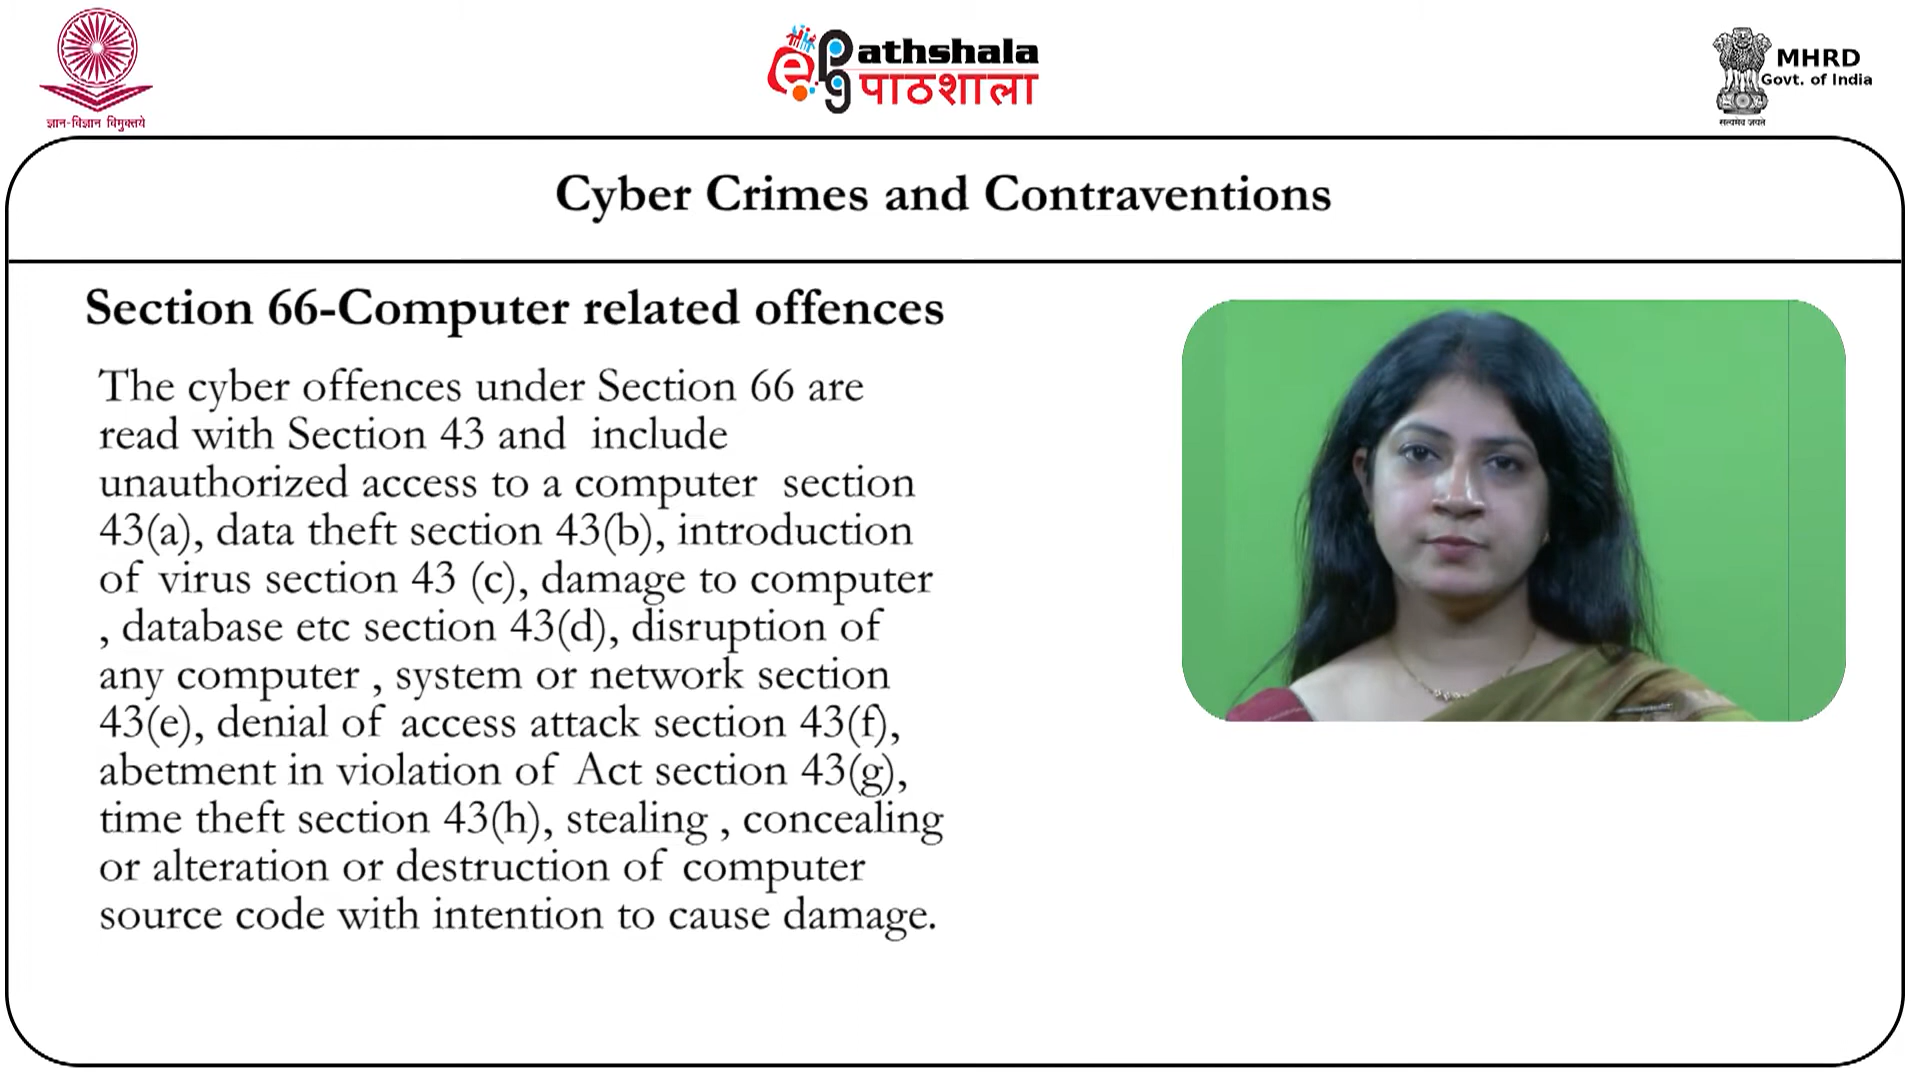 ज्ञान-विज्ञान विमुक्तये
e pg Pathshala
पाठशाला
MHRD
Govt. of India
सत्यमेव जयते
Cyber Crimes and Contraventions
Section 66-Computer related offences
The cyber offences under Section 66 are
read with Section 43 and  include
unauthorized access to a computer  section
43(a), data theft section 43(b), introduction
of virus section 43 (c), damage to computer
, database etc section 43(d), disruption of
any computer , system or network section
43(e), denial of access attack section 43(f),
abetment in violation of Act section 43(g),
time theft section 43(h), stealing , concealing
or alteration or destruction of computer
source code with intention to cause damage.